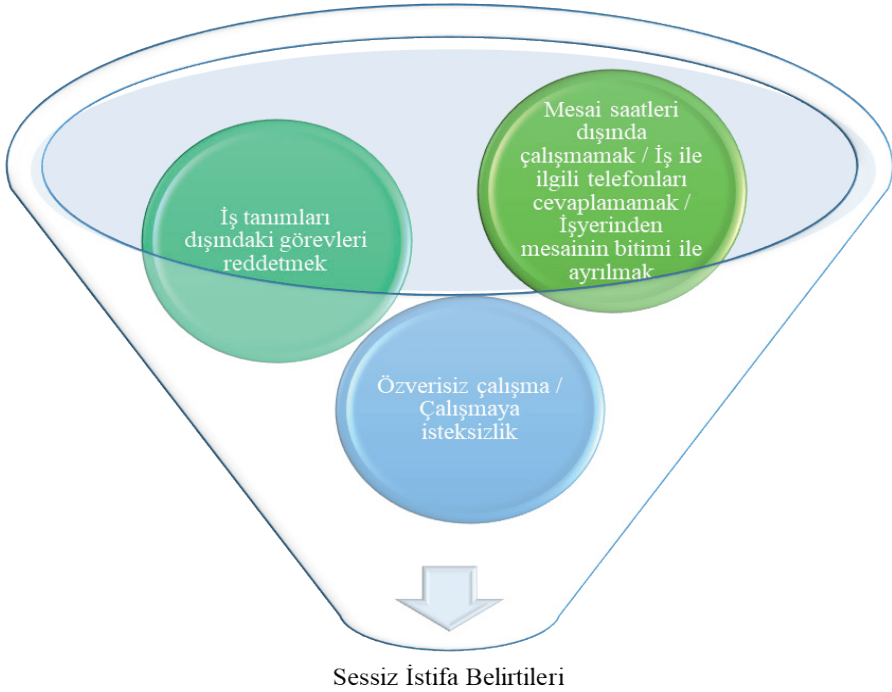 İş tanımları
dışındaki görevleri
reddetmek
Mesai saatleri
dışında
çalışmamak / İş ile
ilgili telefonları
cevaplamamak /
İşyerinden
mesainin bitimi ile
ayrılmak
Özverisiz çalışma /
Çalışmaya
isteksizlik
Sessiz İstifa Belirtileri